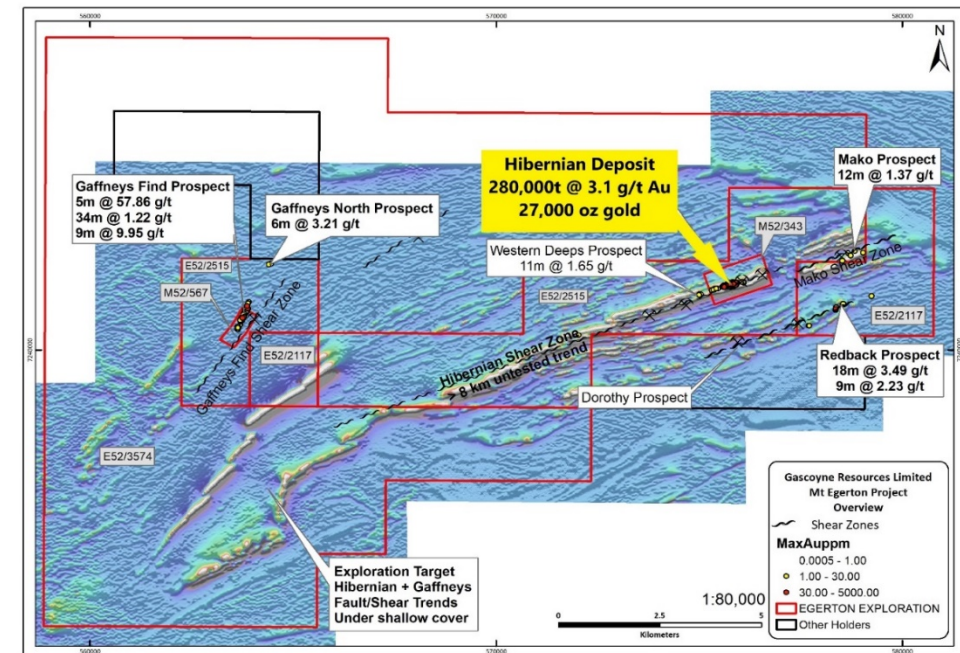 560000
570000
580000
N
Hibernian Deposit
280,000t @ 3.1 g/t Au
27,000 oz gold
Mako Prospect
12m @ 1.37 g/t
Gaffneys Find Prospect
5m @ 57.86 g/t
34m @ 1.22 g/t
9m @ 9.95 g/t
Gaffneys North Prospect
6m @ 3.21 g/t
M52/343
Western Deeps Prospect
11m @ 1.65 g/t
Mako Shear Zone
E52/2515
M52/567
E52/2515
E52/2117
Gaffneys Find Shear Zone
E52/2117
7240000
7240000
Hibernian Shear Zone
> 8 km untested trend
Redback Prospect
18m @ 3.49 g/t
9m @ 2.23 g/t
Dorothy Prospect
E52/3574
Exploration Target
Hibernian + Gaffneys
Fault/Shear Trends
Under shallow cover
1:80,000
0 2.5 5
Kilometers
Gascoyne Resources Limited
Mt Egerton Project
Overview
Shear Zones
MaxAuppm
0.0005 - 1.00
1.00 - 30.00
30.00 - 5000.00
EGERTON EXPLORATION
Other Holders
560000
570000
580000